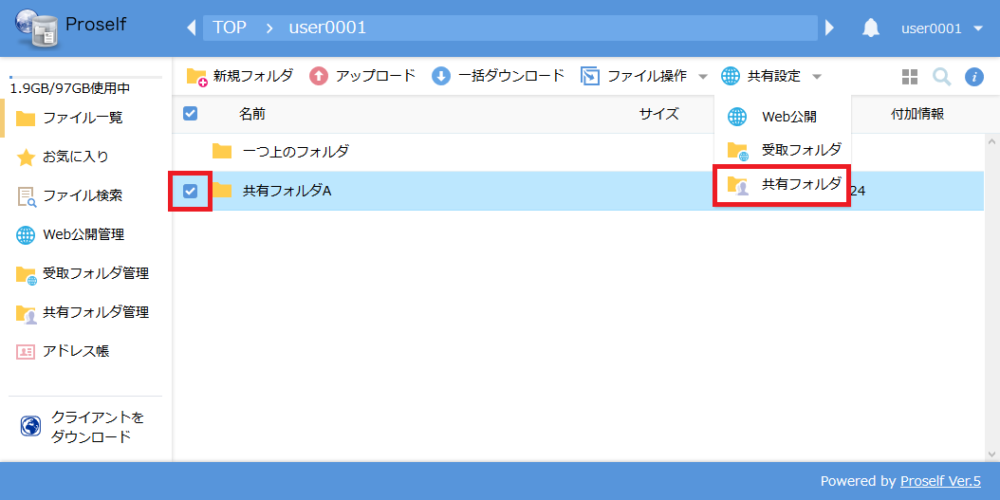 Proself
TOP > user0001
user0001
1.9GB/97GB使用中
ファイル一覧
お気に入り
ファイル検索
Web公開管理
受取フォルダ管理
共有フォルダ管理
アドレス帳
クライアントを
ダウンロード
新規フォルダ アップロード 一括ダウンロード ファイル操作 共有設定
名前 サイズ 付加情報
一つ上のフォルダ
共有フォルダA 24
Web公開
受取フォルダ
共有フォルダ
Powered by Proself Ver.5